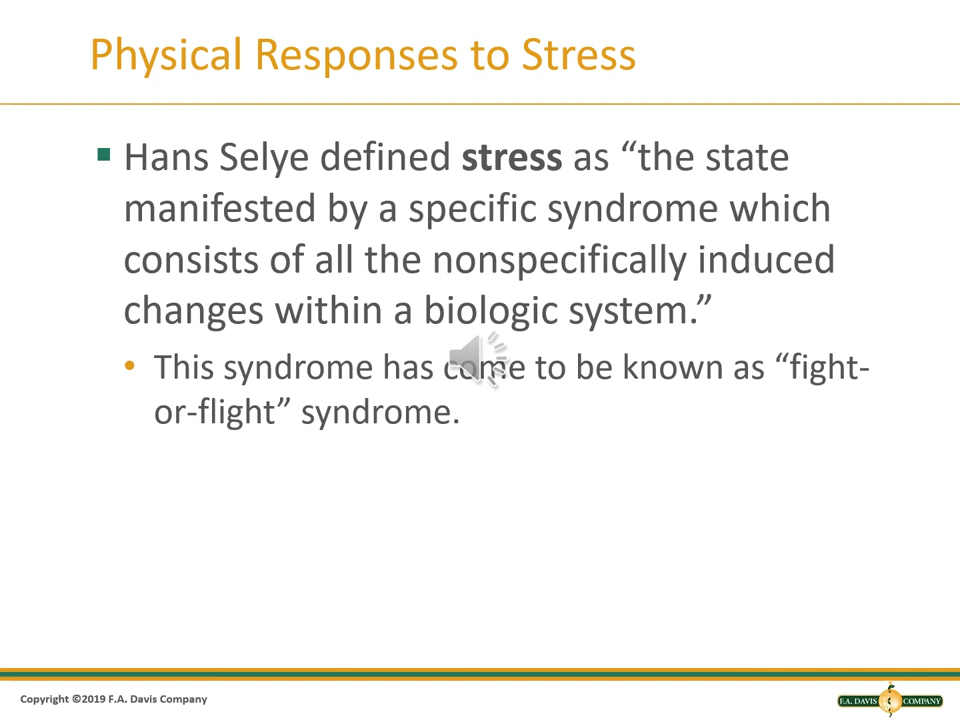 Physical Responses to Stress
Hans Selye defined stress as “the state
manifested by a specific syndrome which
consists of all the nonspecifically induced
changes within a biologic system.”
This syndrome has come to be known as “fight-
or-flight” syndrome.
Copyright ©2019 F.A. Davis Company
F.A. DAVIS COMPANY